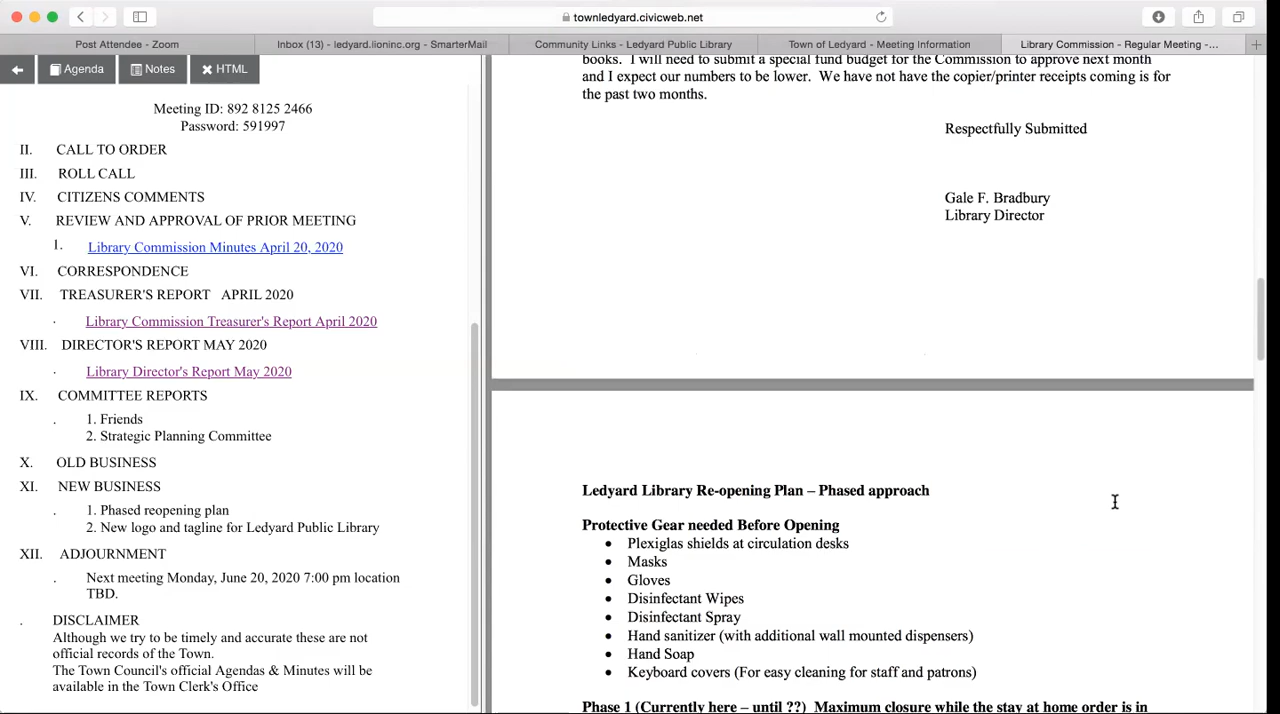 townledyard.civicweb.net
Post Attendee - Zoom
Inbox (13) - ledyard.lioninc.org - SmarterMail
Community Links - Ledyard Public Library
Town of Ledyard - Meeting Information
Library Commission - Regular Meeting -...
Agenda
Notes
HTML
Meeting ID: 892 8125 2466
Password: 591997
II. CALL TO ORDER
III. ROLL CALL
IV. CITIZENS COMMENTS
V. REVIEW AND APPROVAL OF PRIOR MEETING
I. Library Commission Minutes April 20, 2020
VI. CORRESPONDENCE
VII. TREASURER'S REPORT APRIL 2020
. Library Commission Treasurer's Report April 2020
VIII. DIRECTOR'S REPORT MAY 2020
. Library Director's Report May 2020
IX. COMMITTEE REPORTS
. 1. Friends
2. Strategic Planning Committee
X. OLD BUSINESS
XI. NEW BUSINESS
. 1. Phased reopening plan
2. New logo and tagline for Ledyard Public Library
XII. ADJOURNMENT
. Next meeting Monday, June 20, 2020 7:00 pm location
TBD.
. DISCLAIMER
Although we try to be timely and accurate these are not
official records of the Town.
The Town Council's official Agendas & Minutes will be
available in the Town Clerk's Office
books. I will need to submit a special fund budget for the Commission to approve next month
and I expect our numbers to be lower. We have not have the copier/printer receipts coming is for
the past two months.
Respectfully Submitted
Gale F. Bradbury
Library Director
Ledyard Library Re-opening Plan – Phased approach
Protective Gear needed Before Opening
• Plexiglas shields at circulation desks
• Masks
• Gloves
• Disinfectant Wipes
• Disinfectant Spray
• Hand sanitizer (with additional wall mounted dispensers)
• Hand Soap
• Keyboard covers (For easy cleaning for staff and patrons)
Phase 1 (Currently here – until ??) Maximum closure while the stay at home order is in